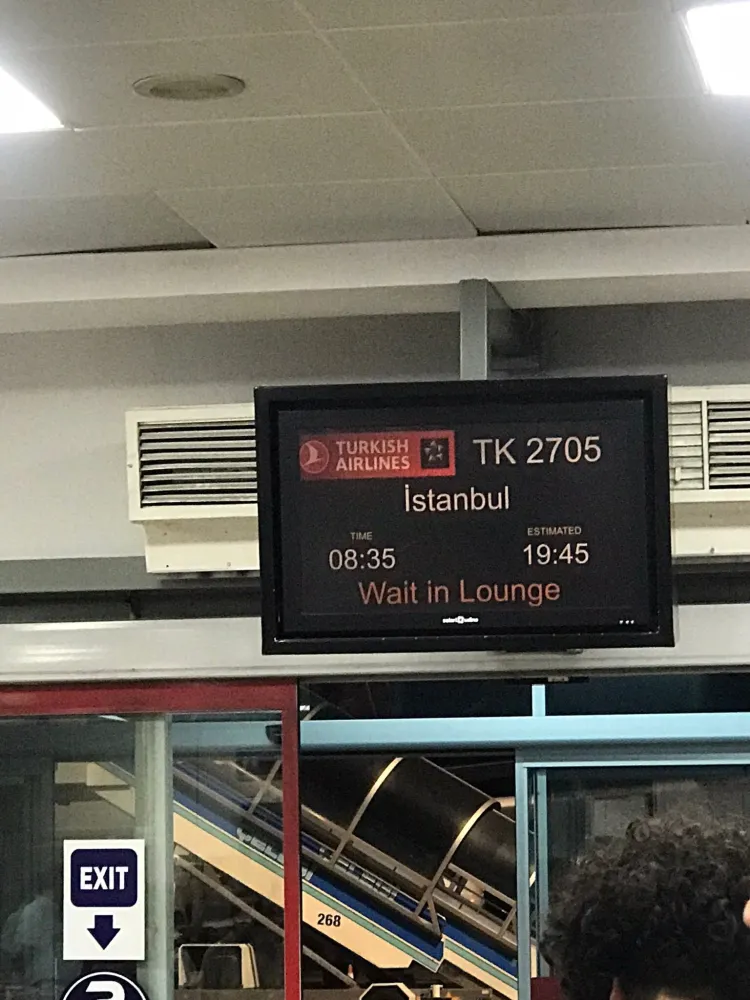 TURKISH
AIRLINES
TK 2705
İstanbul
TIME
ESTIMATED
08:35
19:45
Wait in Lounge
EXIT
268